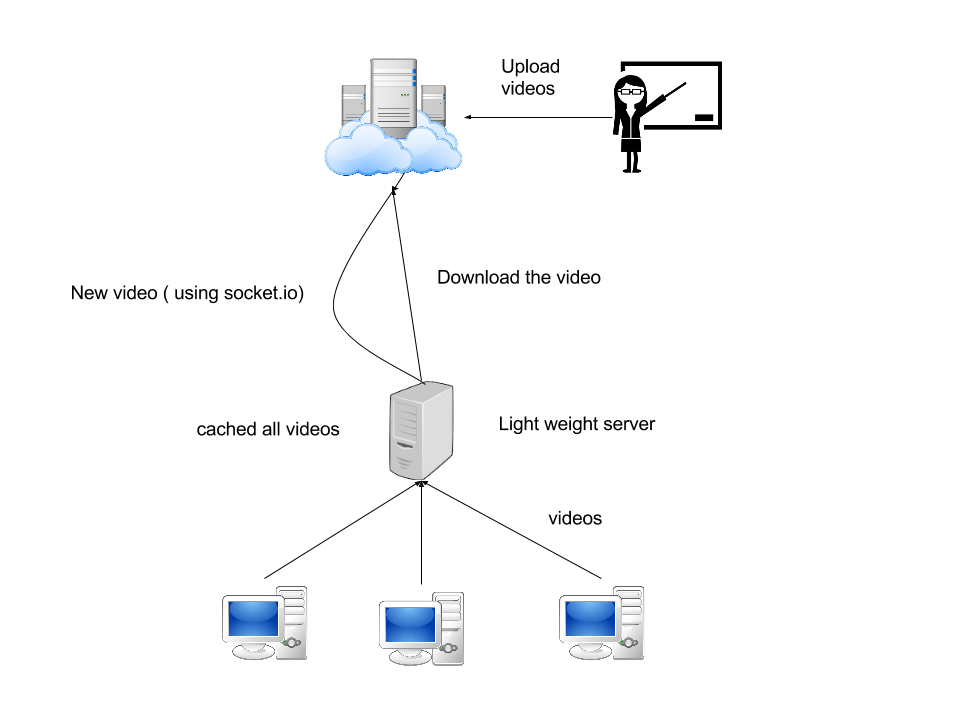 Upload
videos
Download the video
New video ( using socket.io)
Light weight server
cached all videos
videos